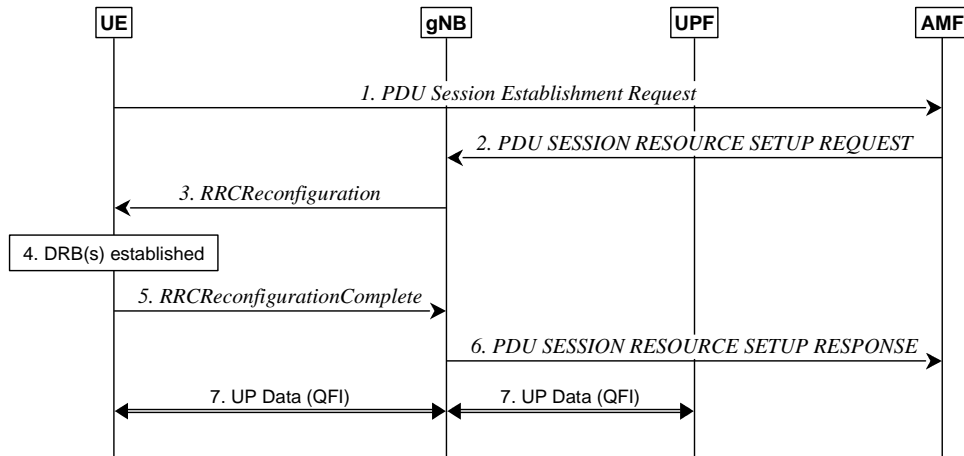 UE
gNB
UPF
AMF
1. PDU Session Establishment Request
2. PDU SESSION RESOURCE SETUP REQUEST
3. RRCReconfiguration
4. DRB(s) established
5. RRCReconfigurationComplete
6. PDU SESSION RESOURCE SETUP RESPONSE
7. UP Data (QFI)
7. UP Data (QFI)